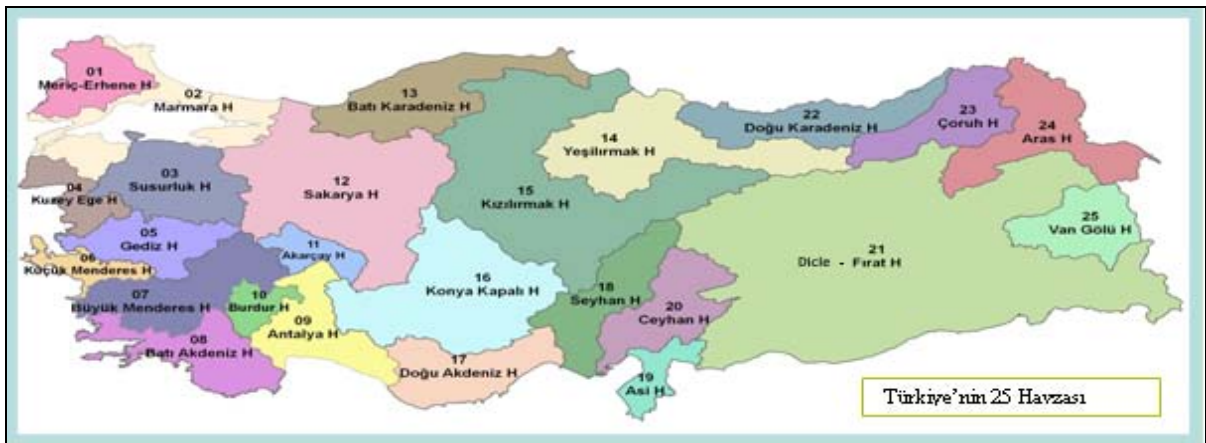 01
Meriç-Erhene H
02
Marmara H
03
Susurluk H
04
Kuzey Ege H
05
Gediz H
06
Küçük Menderes H
07
Büyük Menderes H
08
Batı Akdeniz H
09
Antalya H
10
Burdur H
11
Akarçay H
12
Sakarya H
13
Batı Karadeniz H
14
Yeşilırmak H
15
Kızılırmak H
16
Konya Kapalı H
17
Doğu Akdeniz H
18
Seyhan H
19
Asi H
20
Ceyhan H
21
Dicle - Fırat H
22
Doğu Karadeniz H
23
Çoruh H
24
Aras H
25
Van Gölü H
Türkiye'nin 25 Havzası